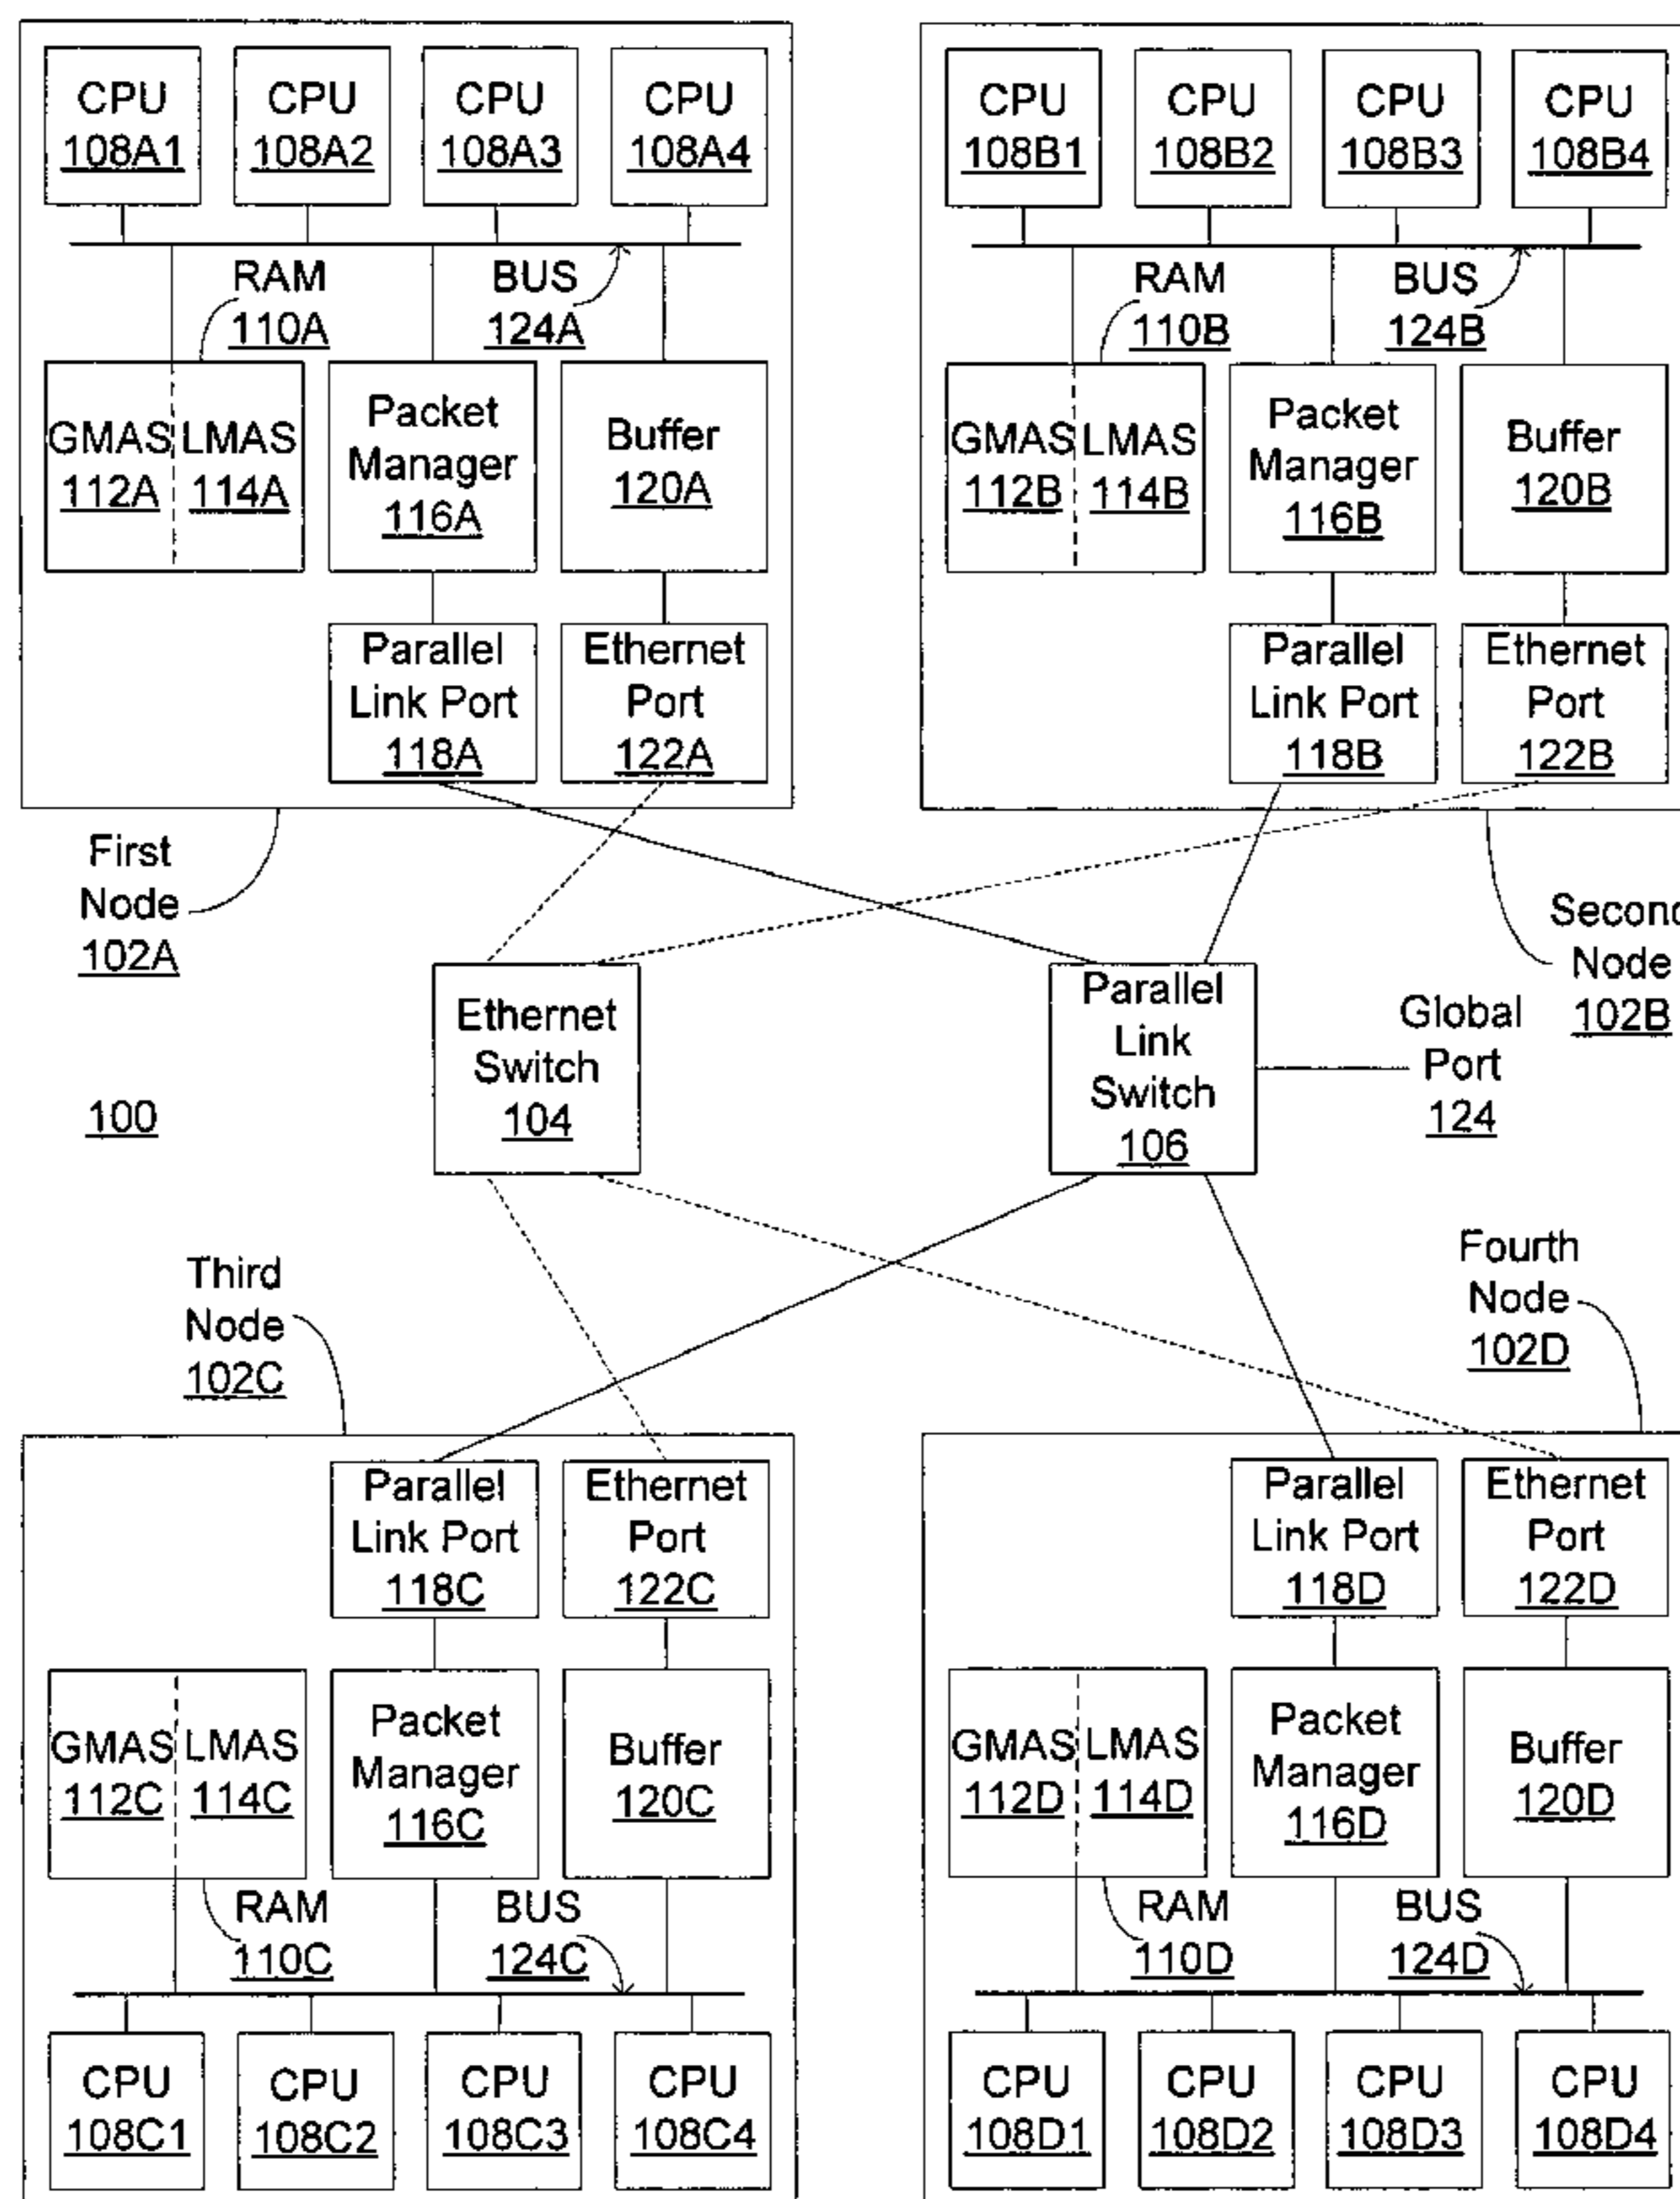 CPU
108A1
CPU
108A2
CPU
108A3
CPU
108A4
RAM
110A
BUS
124A
GMAS
112A
LMAS
114A
Packet
Manager
116A
Buffer
120A
Parallel
Link Port
118A
Ethernet
Port
122A
First
Node
102A
CPU
108B1
CPU
108B2
CPU
108B3
CPU
108B4
RAM
110B
BUS
124B
GMAS
112B
LMAS
114B
Packet
Manager
116B
Buffer
120B
Parallel
Link Port
118B
Ethernet
Port
122B
Second
Node
102B
Ethernet
Switch
104
Parallel
Link
Switch
106
Global
Port
124
100
Third
Node
102C
Fourth
Node
102D
Parallel
Link Port
118C
Ethernet
Port
122C
GMAS
112C
LMAS
114C
Packet
Manager
116C
Buffer
120C
RAM
110C
BUS
124C
CPU
108C1
CPU
108C2
CPU
108C3
CPU
108C4
Parallel
Link Port
118D
Ethernet
Port
122D
GMAS
112D
LMAS
114D
Packet
Manager
116D
Buffer
120D
RAM
110D
BUS
124D
CPU
108D1
CPU
108D2
CPU
108D3
CPU
108D4